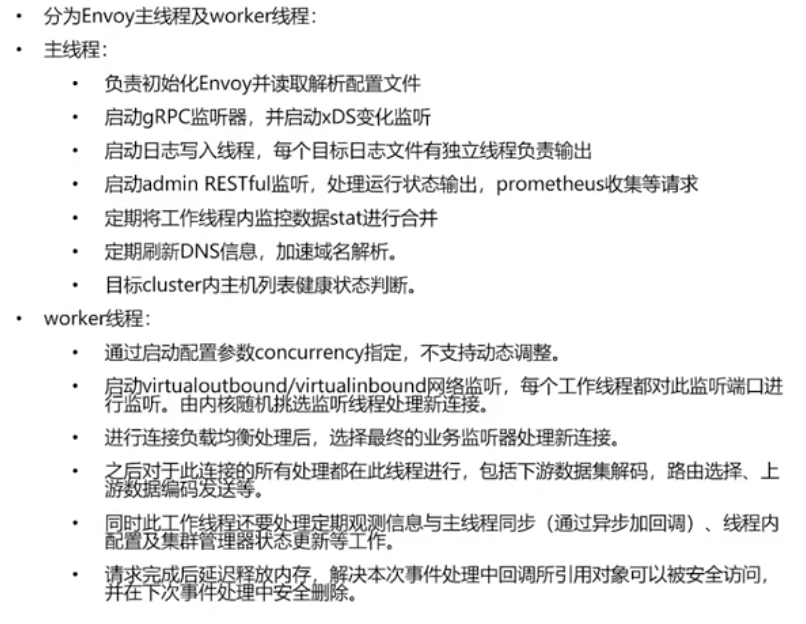 • 分为Envoy主线程及worker线程：
• 主线程：
• 负责初始化Envoy并读取解析配置文件
• 启动gRPC监听器，并启动xDS变化监听
• 启动日志写入线程，每个目标日志文件有独立线程负责输出
• 启动admin RESTful监听，处理运行状态输出，prometheus收集等请求
• 定期将工作线程内监控数据stat进行合并
• 定期刷新DNS信息，加速域名解析。
• 目标cluster内主机列表健康状态判断。
• worker线程：
• 通过启动配置参数concurrency指定，不支持动态调整。
• 启动virtualoutbound/virtualinbound网络监听，每个工作线程都对此监听端口进
行监听。由内核随机挑选监听线程处理新连接。
• 进行连接负载均衡处理后，选择最终的业务监听器处理新连接。
• 之后对于此连接的所有处理都在此线程进行，包括下游数据集解码，路由选择、上
游数据编码发送等。
• 同时此工作线程还要处理定期观测信息与主线程同步（通过异步加回调）、线程内
配置及集群管理器状态更新等工作。
• 请求完成后延迟释放内存，解决本次事件处理中回调所引用对象可以被安全访问，
并在下次事件处理中安全删除。